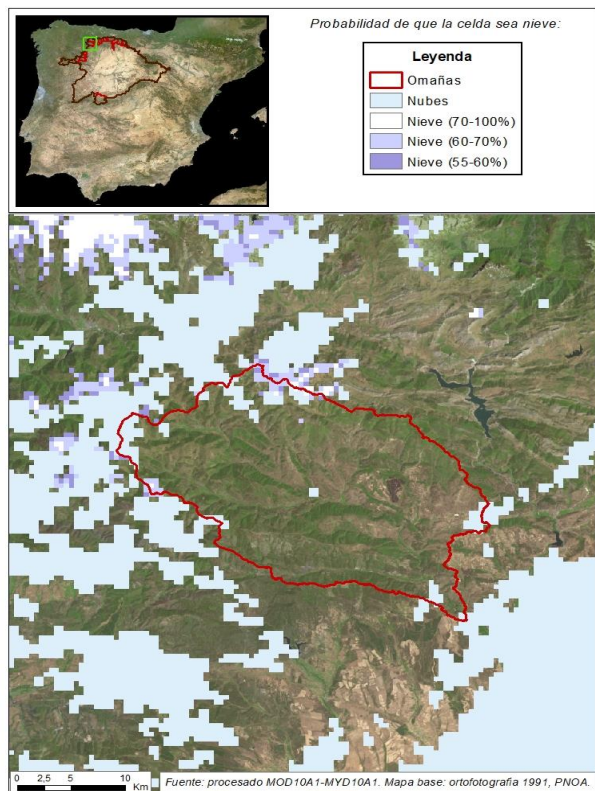 Probabilidad de que la celda sea nieve:
Leyenda
Omañas
Nubes
Nieve (70-100%)
Nieve (60-70%)
Nieve (55-60%)
0 2,5 5 10
Km
Fuente: procesado MOD10A1-MYD10A1. Mapa base: ortofotografia 1991, PNOA.